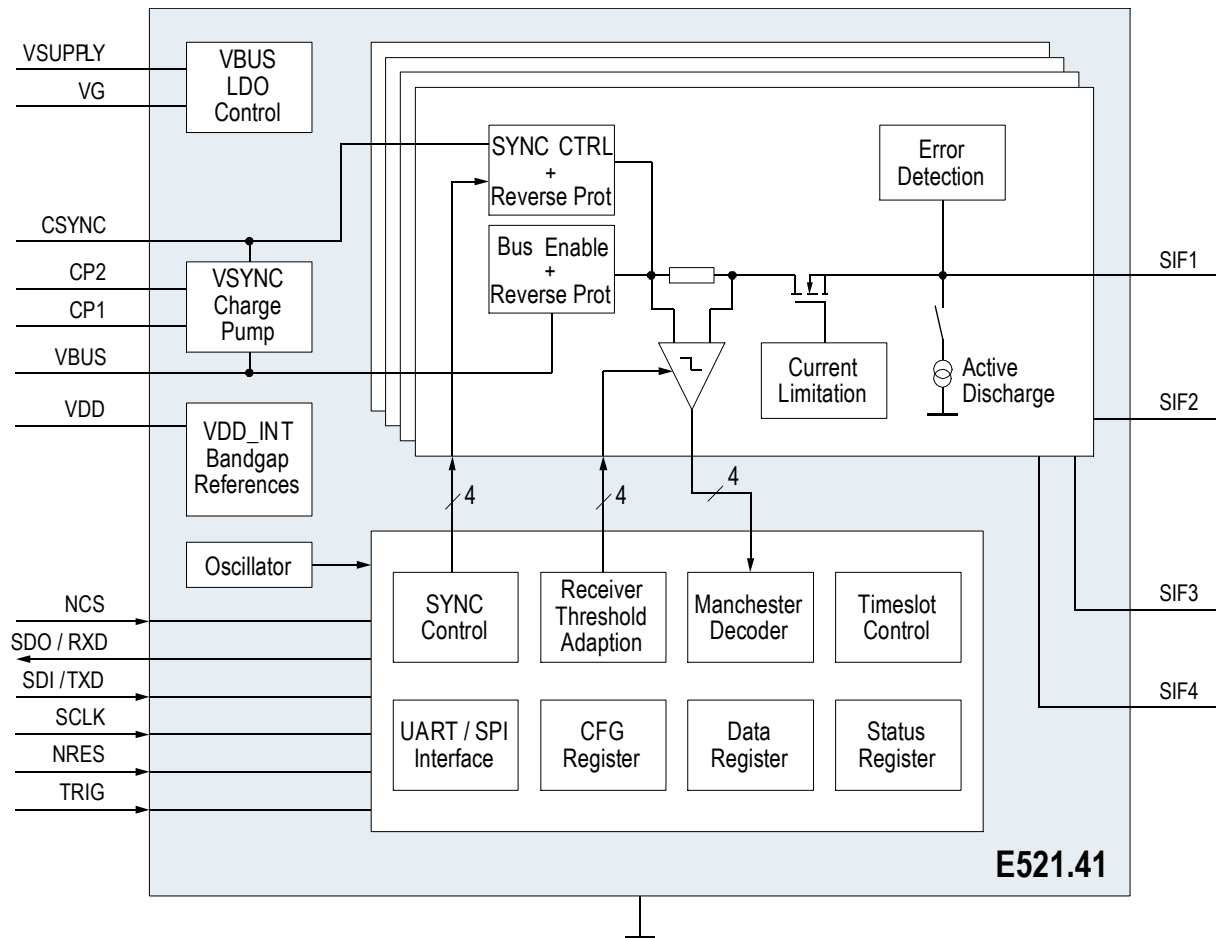 VSUPPLY
VG
CSYNC
CP2
CP1
VBUS
VDD
NCS
SDO / RXD
SDI /TXD
SCLK
NRES
TRIG
VBUS
LDO
Control
VSYNC
Charge
Pump
VDD_INT
Bandgap
References
Oscillator
SYNC CTRL
+
Reverse Prot
Bus Enable
+
Reverse Prot
Error
Detection
Current
Limitation
Active
Discharge
4
4
4
SYNC
Control
Receiver
Threshold
Adaption
Manchester
Decoder
Timeslot
Control
UART / SPI
Interface
CFG
Register
Data
Register
Status
Register
SIF1
SIF2
SIF3
SIF4
E521.41